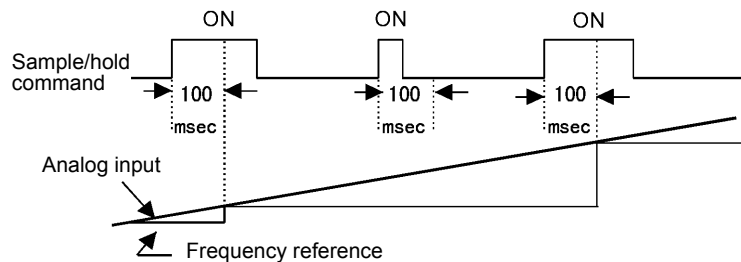 ON ON ON
Sample/hold
command
100 100 100
msec msec msec
Analog input
Frequency reference